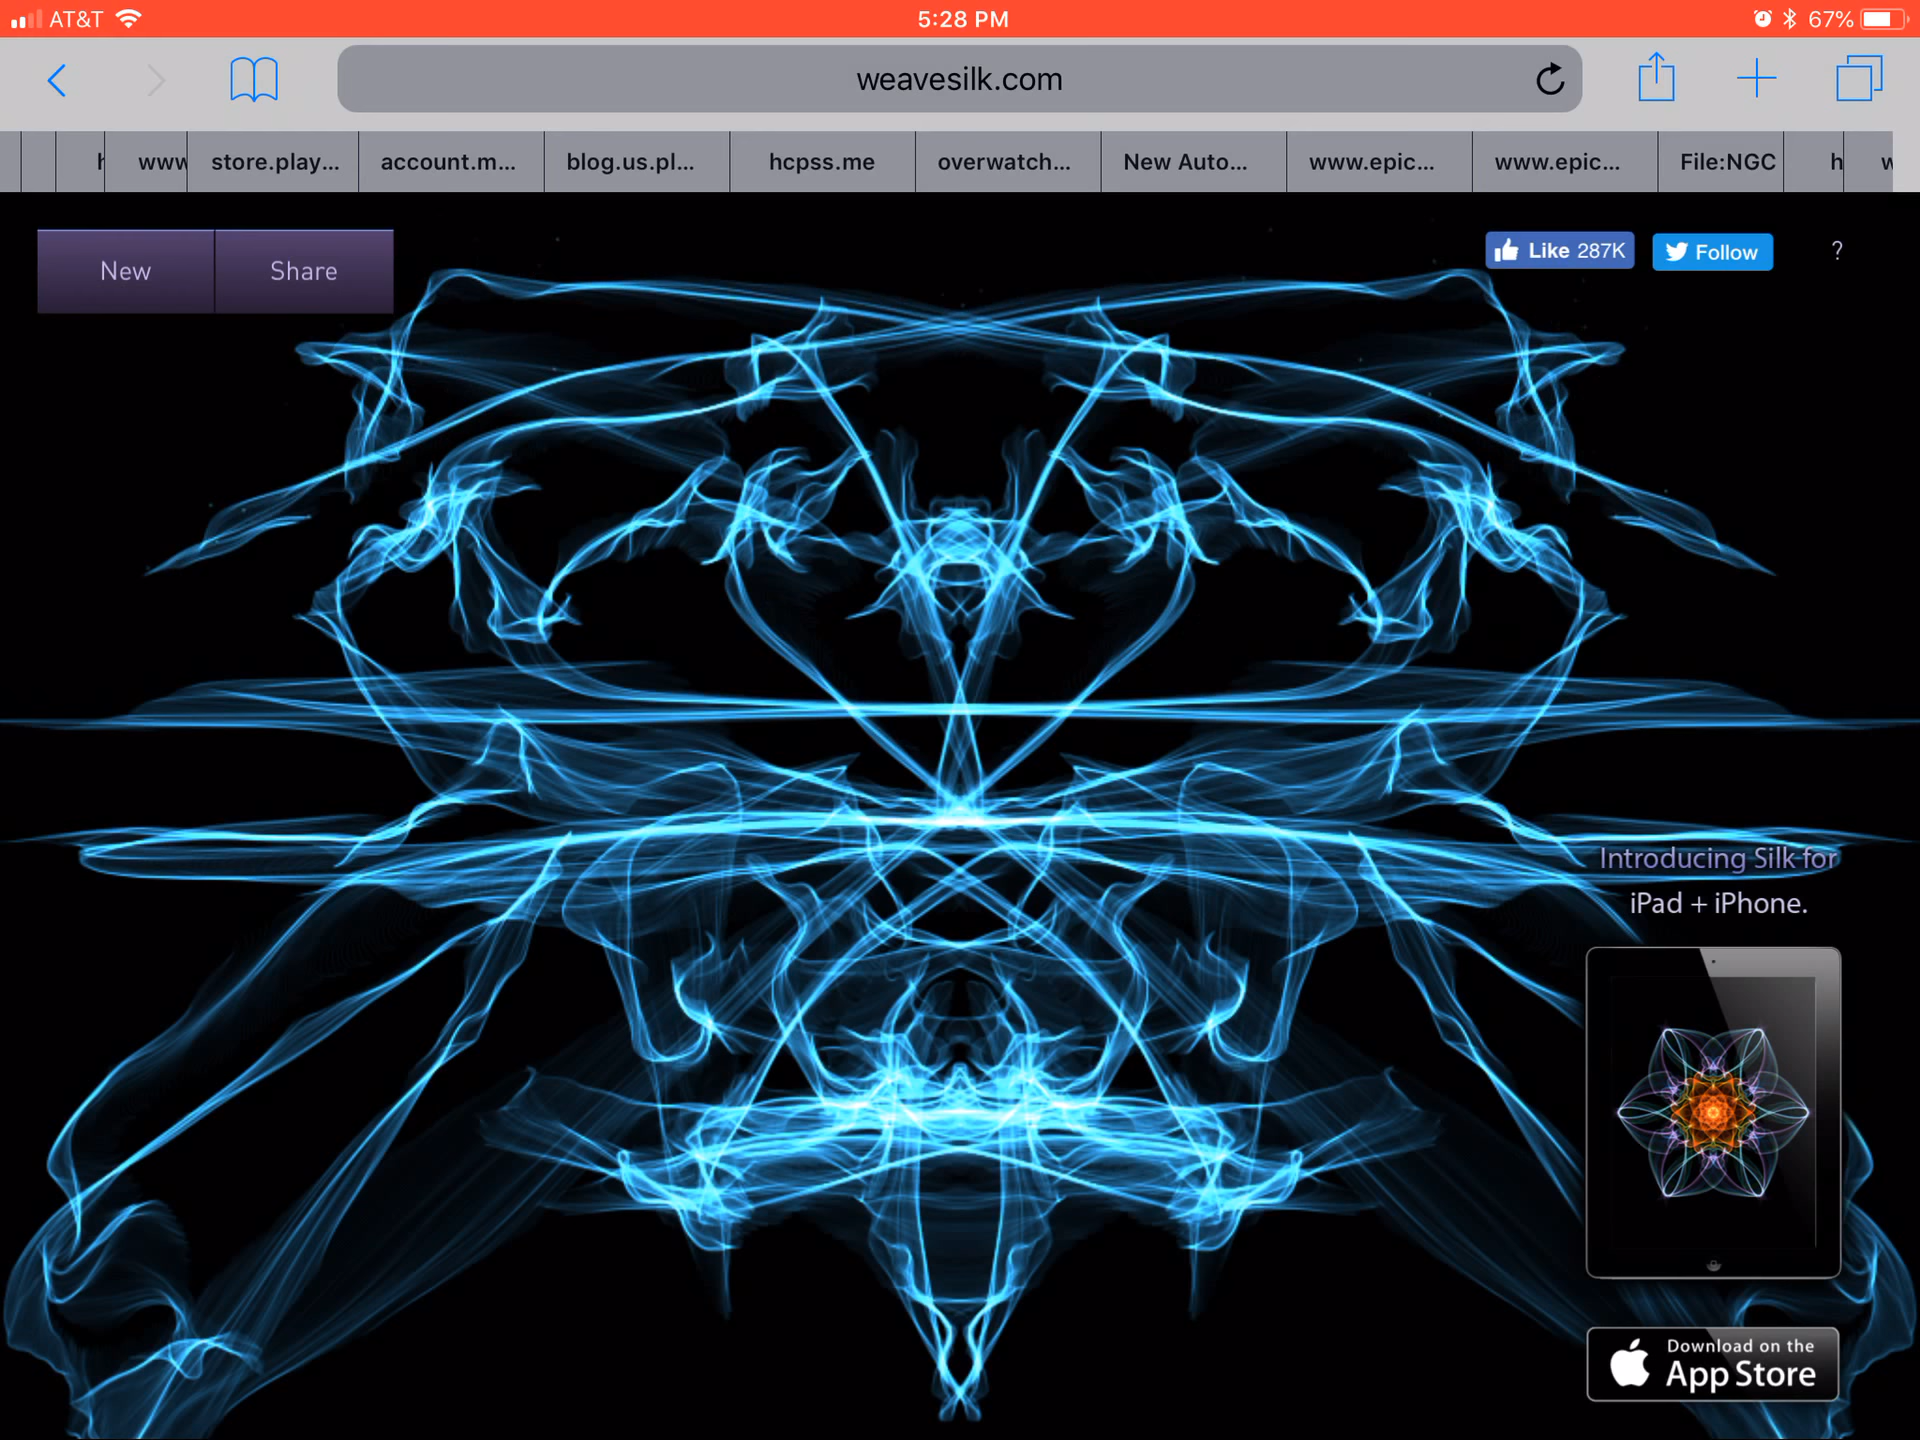 AT&T 5:28 PM 67%
weavesilk.com
h www store.play... account.m... blog.us.pl... hcpss.me overwatch... New Auto... www.epic... www.epic... File:NGC h w
New Share Like 287K Follow ?
Introducing Silk for
iPad + iPhone.
Download on the
App Store